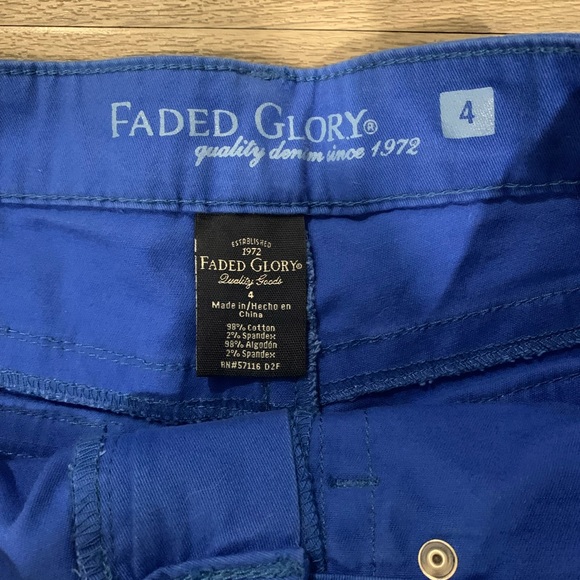 FADED GLORY®
quality denim since 1972
4
ESTABLISHED
1972
FADED GLORY®
Quality Goods
4
Made in/Hecho en
China
98% Cotton
2% Spandex
98% Algodón
2% Spandex
RN#57116 D2F